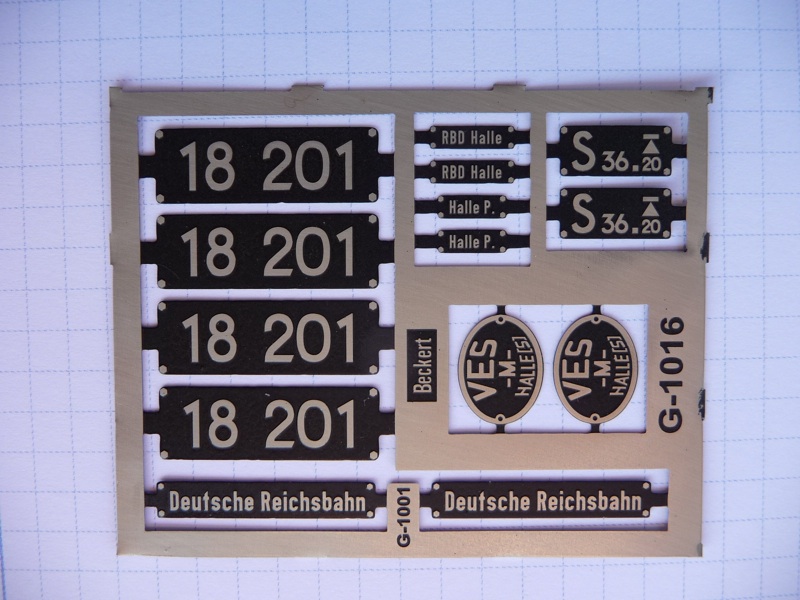 18 201
18 201
18 201
18 201
Deutsche Reichsbahn
G-1001
Deutsche Reichsbahn
RBD Halle
RBD Halle
Halle P.
Halle P.
S 36.20
S 36.20
Beckert
VES
-M-
HALLE[S]
VES
-M-
HALLE[S]
G-1016